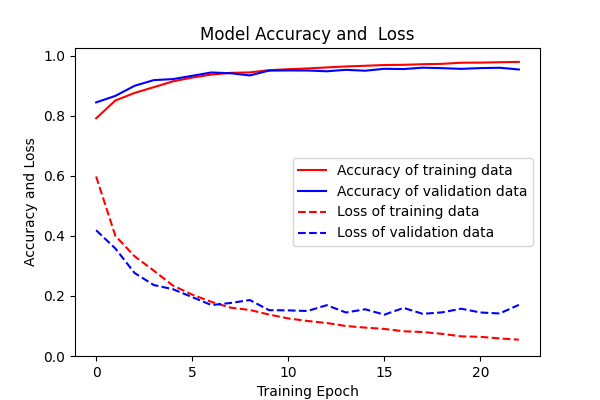 Model Accuracy and  Loss
1.0
0.8
0.6
0.4
0.2
0.0
Accuracy and Loss
Accuracy of training data
Accuracy of validation data
Loss of training data
Loss of validation data
0 5 10 15 20
Training Epoch